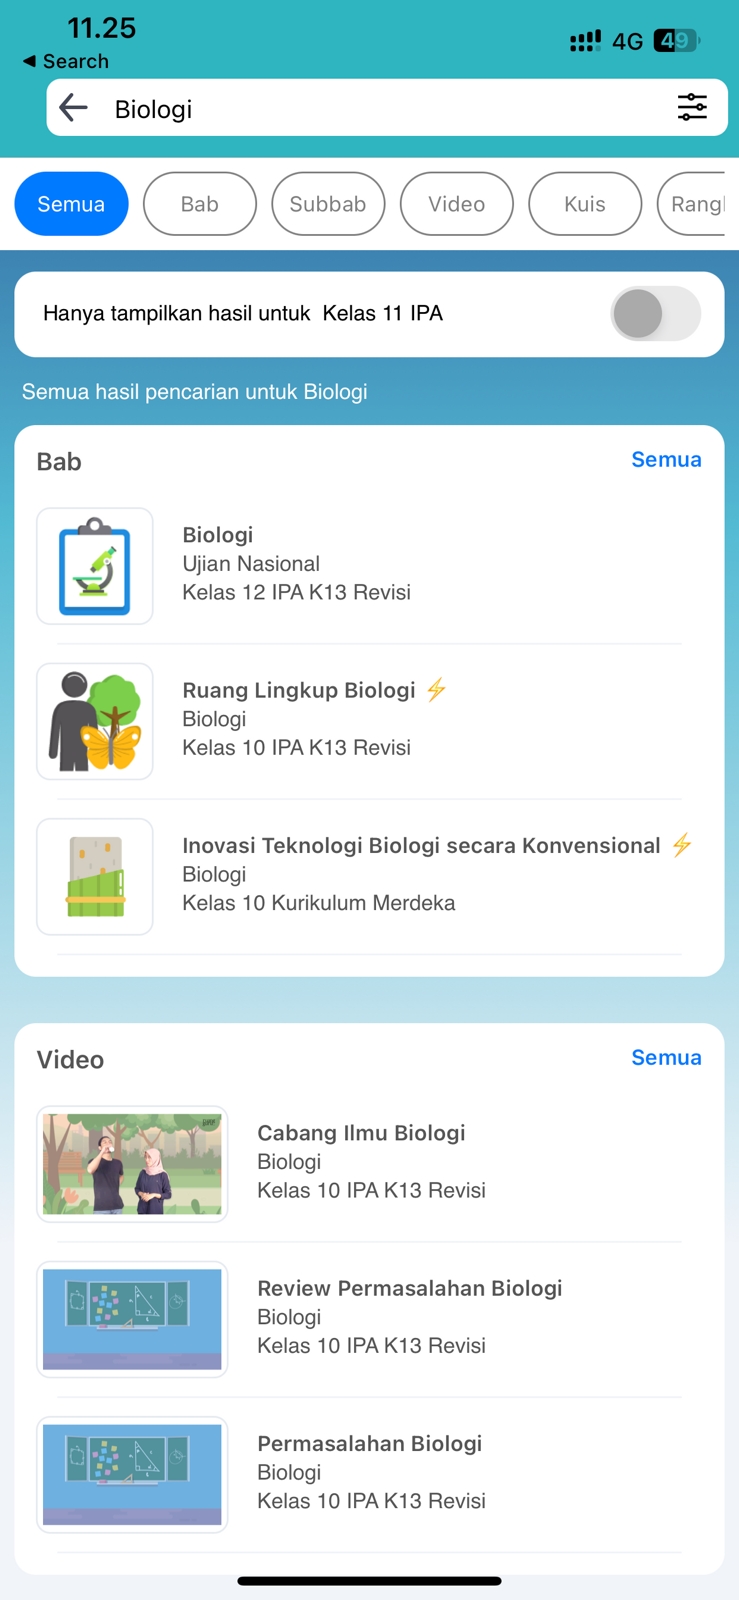 11.25
4G
49
◀ Search
Biologi
Semua
Bab
Subbab
Video
Kuis
Hanya tampilkan hasil untuk Kelas 11 IPA
Semua hasil pencarian untuk Biologi
Bab
Semua
Biologi
Ujian Nasional
Kelas 12 IPA K13 Revisi
Ruang Lingkup Biologi ⚡
Biologi
Kelas 10 IPA K13 Revisi
Inovasi Teknologi Biologi secara Konvensional ⚡
Biologi
Kelas 10 Kurikulum Merdeka
Video
Semua
Cabang Ilmu Biologi
Biologi
Kelas 10 IPA K13 Revisi
Review Permasalahan Biologi
Biologi
Kelas 10 IPA K13 Revisi
Permasalahan Biologi
Biologi
Kelas 10 IPA K13 Revisi